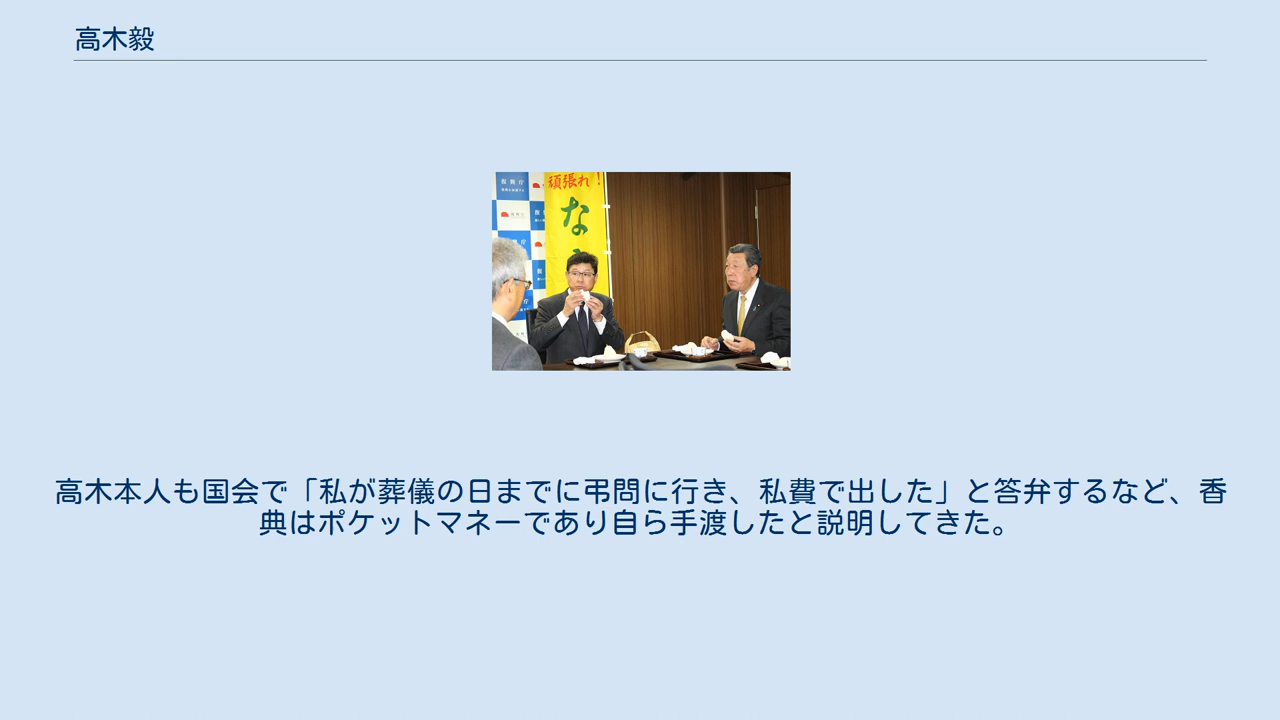 高木毅
復興庁
頑張れ！
な
高木本人も国会で「私が葬儀の日までに弔問に行き、私費で出した」と答弁するなど、香
典はポケットマネーであり自ら手渡したと説明してきた。